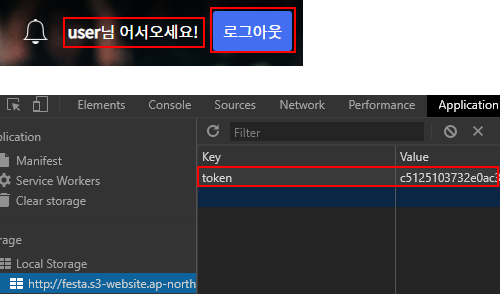 user님 어서오세요!
로그아웃
Elements Console Sources Network Performance Application
plication
Manifest
Service Workers
Clear storage
rage
Local Storage
http://festa.s3-website.ap-north
Filter
Key Value
token c5125103732e0ac3